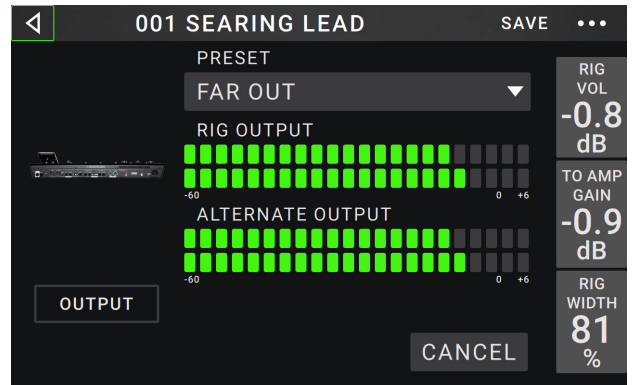 001 SEARING LEAD
SAVE
PRESET
FAR OUT
RIG OUTPUT
-60 0 +6
ALTERNATE OUTPUT
-60 0 +6
OUTPUT
CANCEL
RIG
VOL
-0.8
dB
TO AMP
GAIN
-0.9
dB
RIG
WIDTH
81
%